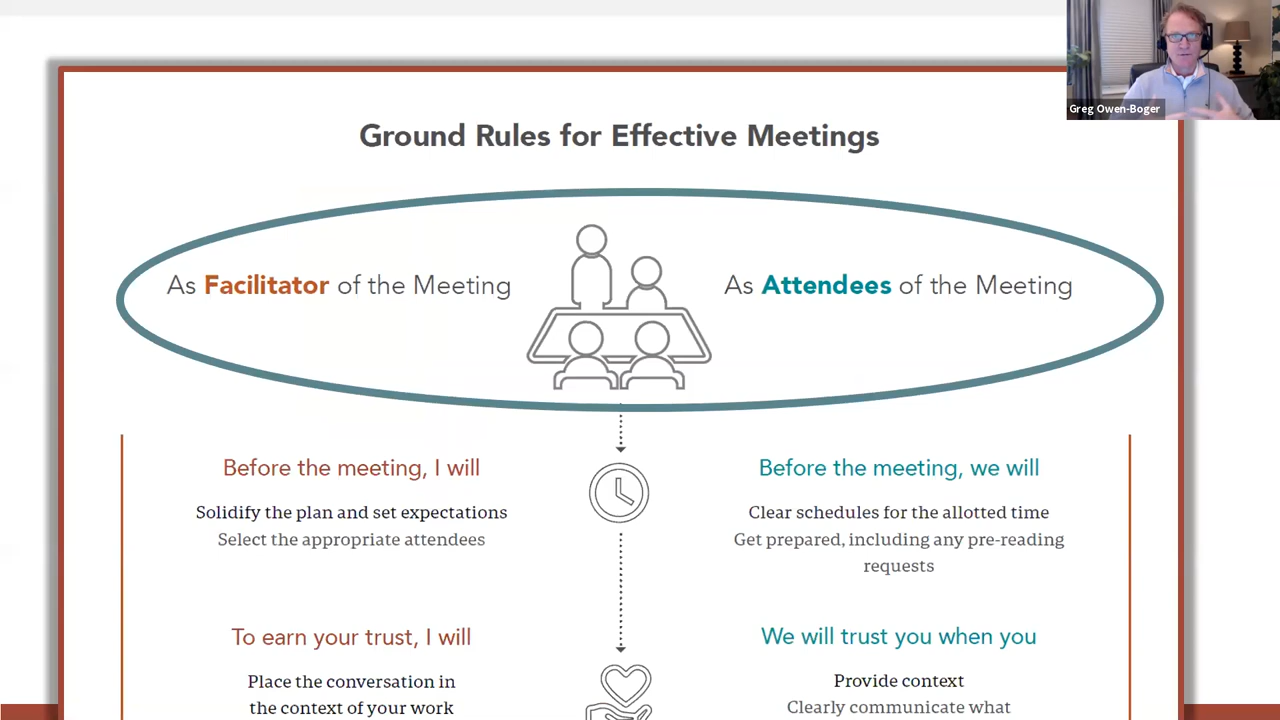 Greg Owen-Boger
Ground Rules for Effective Meetings
As Facilitator of the Meeting
As Attendees of the Meeting
Before the meeting, I will
Solidify the plan and set expectations
Select the appropriate attendees
Before the meeting, we will
Clear schedules for the allotted time
Get prepared, including any pre-reading
requests
To earn your trust, I will
Place the conversation in
the context of your work
We will trust you when you
Provide context
Clearly communicate what